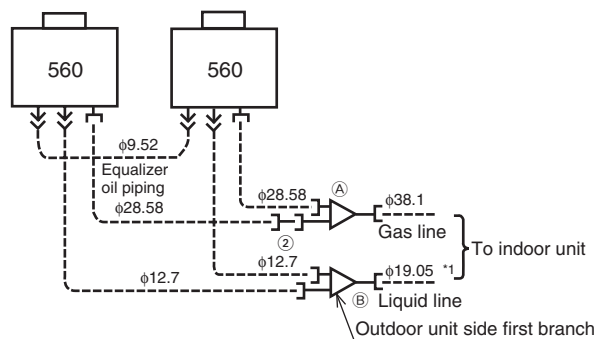 560
560
ϕ9.52
Equalizer
oil piping
ϕ28.58
ϕ28.58
Ⓐ
ϕ38.1
Gas line
②
To indoor unit
ϕ12.7
ϕ12.7
ϕ19.05 *1
Ⓑ
Liquid line
Outdoor unit side first branch